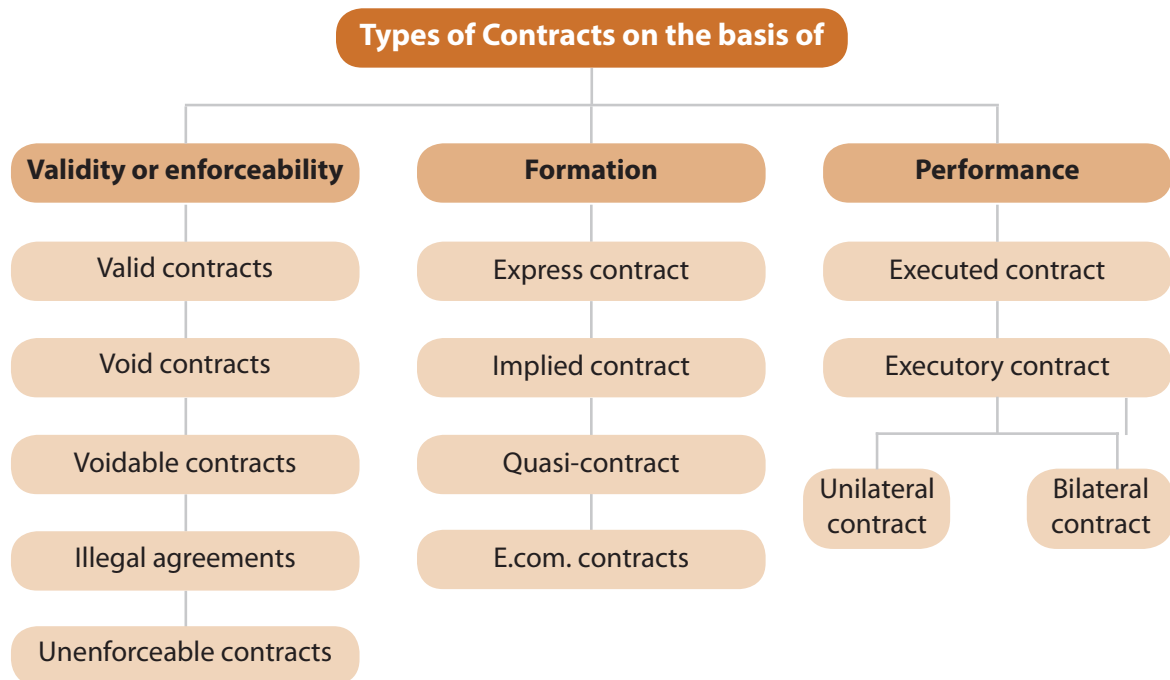 Types of Contracts on the basis of
Validity or enforceability
Valid contracts
Void contracts
Voidable contracts
Illegal agreements
Unenforceable contracts
Formation
Express contract
Implied contract
Quasi-contract
E.com. contracts
Performance
Executed contract
Executory contract
Unilateral
contract
Bilateral
contract